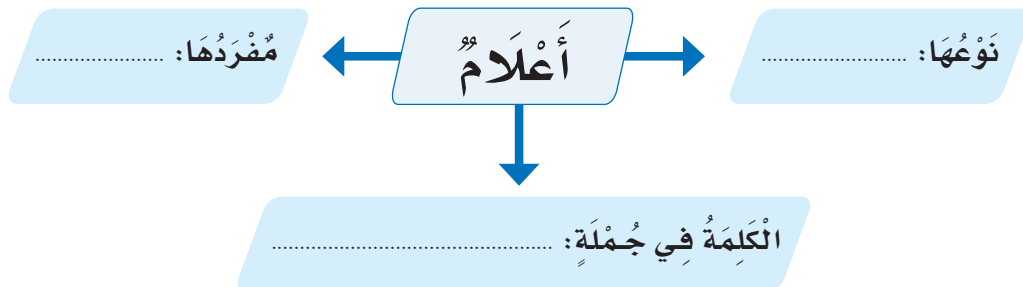 أَعْلَامٌ
نَوْعُهَا: ........................
مُفْرَدُهَا: .....................
الْكَلِمَةُ فِي جُمْلَةٍ: ...............................................